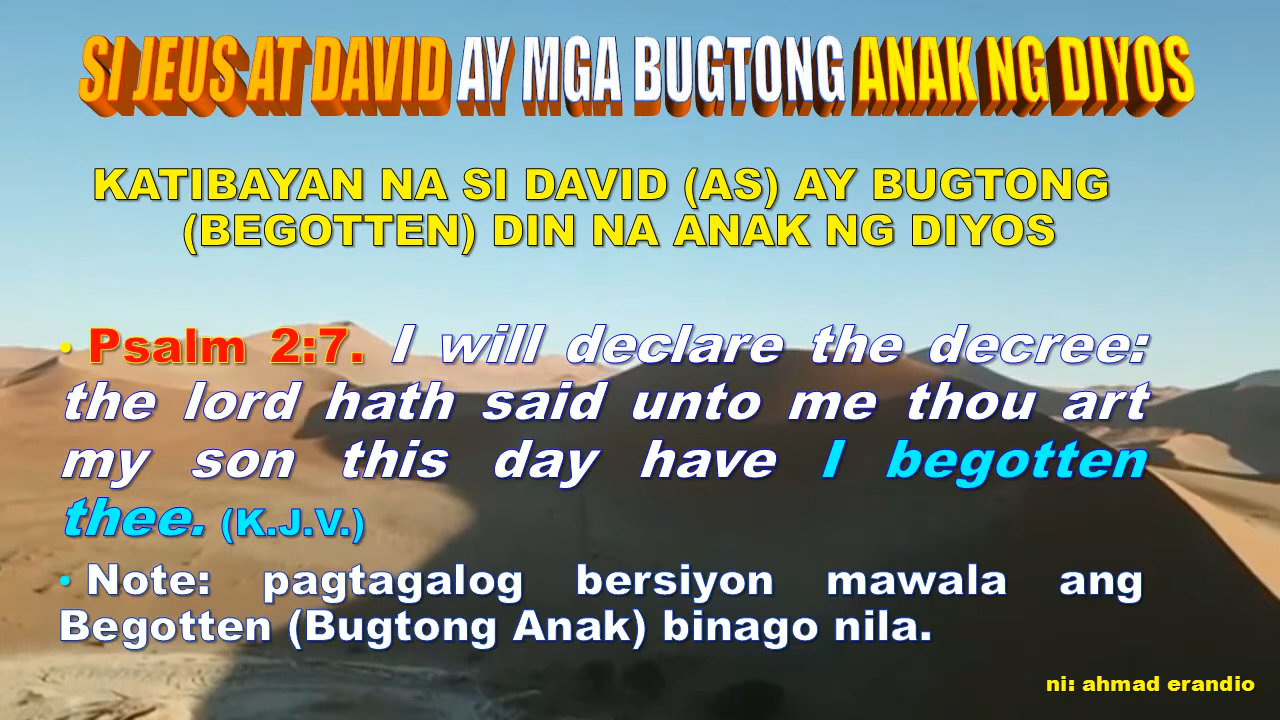 SI JEUS AT DAVID AY MGA BUGTONG ANAK NG DIYOS
KATIBAYAN NA SI DAVID (AS) AY BUGTONG
(BEGOTTEN) DIN NA ANAK NG DIYOS
• Psalm 2:7. I will declare the decree:
the lord hath said unto me thou art
my son this day have I begotten
thee. (K.J.V.)
• Note: pagtagalog bersiyon mawala ang
Begotten (Bugtong Anak) binago nila.
ni: ahmad erandio